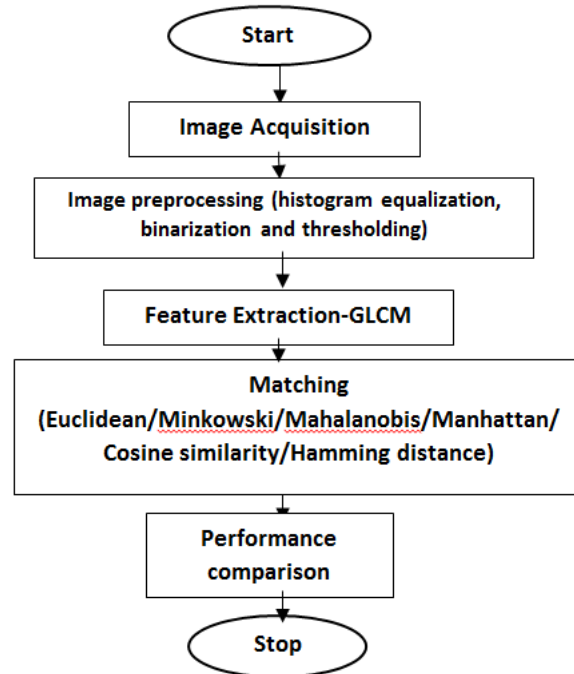 Start
Image Acquisition
Image preprocessing (histogram equalization,
binarization and thresholding)
Feature Extraction-GLCM
Matching
(Euclidean/Minkowski/Mahalanobis/Manhattan/
Cosine similarity/Hamming distance)
Performance
comparison
Stop